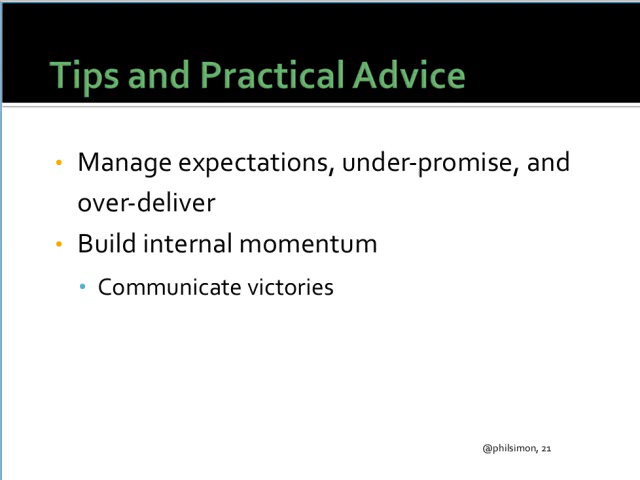 Tips and Practical Advice
• Manage expectations, under-promise, and
over-deliver
• Build internal momentum
• Communicate victories
@philsimon, 21